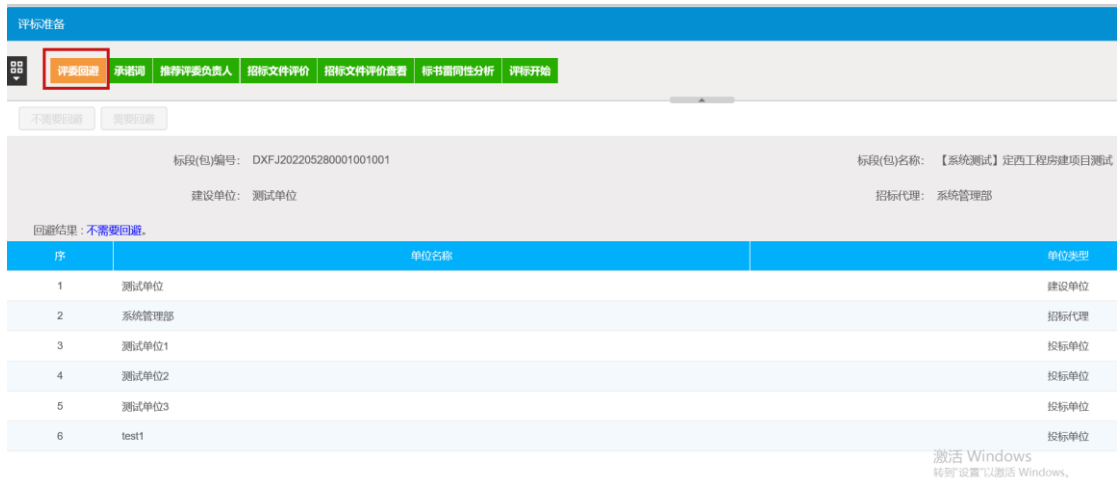 评标准备
评委回避 承诺词 推荐评委负责人 招标文件评价 招标文件评价查看 标书雷同性分析 评标开始
不需要回避 需要回避
标段(包)编号： DXFJ202205280001001001 标段(包)名称： 【系统测试】定西工程房建项目测试
建设单位： 测试单位 招标代理： 系统管理部
回避结果：不需要回避。
序 单位名称 单位类型
1 测试单位 建设单位
2 系统管理部 招标代理
3 测试单位1 投标单位
4 测试单位2 投标单位
5 测试单位3 投标单位
6 test1 投标单位
激活 Windows
转到"设置"以激活 Windows。